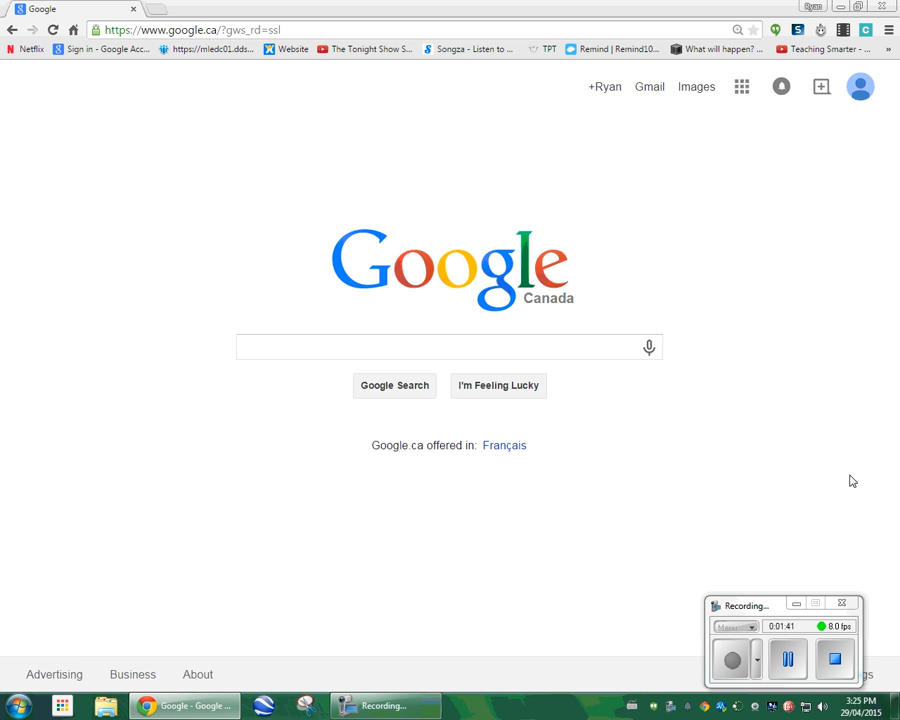 Google
Ryan
https://www.google.ca/?gws_rd=ssl
Netflix
Sign in - Google Acc...
https://mledc01.dds...
Website
The Tonight Show S...
Songza - Listen to ...
TPT
Remind | Remind10...
What will happen? ...
Teaching Smarter - ...
»
+Ryan Gmail Images
Google
Canada
Google Search
I'm Feeling Lucky
Google.ca offered in: Français
Recording...
0:01:41
8.0 fps
Advertising Business About
Google - Google ...
Recording...
3:25 PM
29/04/2015